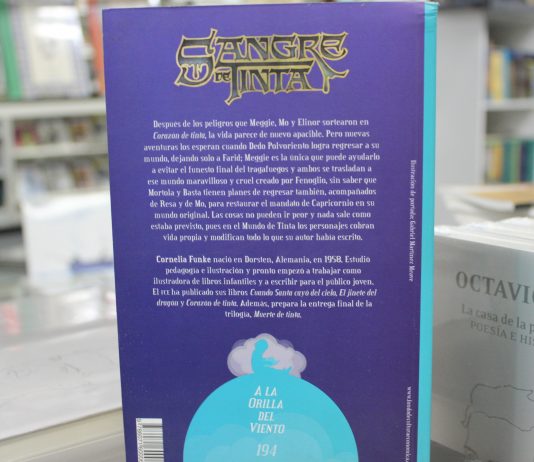 SANGRE
DE TINTA
Después de los peligros que Meggie, Mo y Elinor sortearon en
Corazón de tinta, la vida parece de nuevo apacible. Pero nuevas
aventuras los esperan cuando Dedo Polvoriento logra regresar a su
mundo, dejando solo a Farid; Meggie es la única que puede ayudarlo
a evitar el funesto final del tragafuegos y ambos se trasladan a
ese mundo maravilloso y cruel creado por Fenoglio, sin saber que
Mortola y Basta tienen planes de regresar también, acompañados
de Resa y de Mo, para restaurar el mandato de Capricornio en su
mundo original. Las cosas no pueden ir peor y nada sale como
estaba previsto, pues en el Mundo de Tinta los personajes cobran
vida propia y modifican todo lo que su autor había escrito.
Cornelia Funke nació en Dorsten, Alemania, en 1958. Estudió
pedagogía e ilustración y pronto empezó a trabajar como
ilustradora de libros infantiles y a escribir para el público joven.
El FCE ha publicado sus libros Cuando Santa cayó del cielo, El jinete del
dragón y Corazón de tinta. Además, prepara la entrega final de la
trilogía, Muerte de tinta.
A LA
ORILLA
DEL
VIENTO
194
Ilustración de portada: Gabriel Martínez Meave
OCTAVIO
La casa de la p
POESÍA E HIS